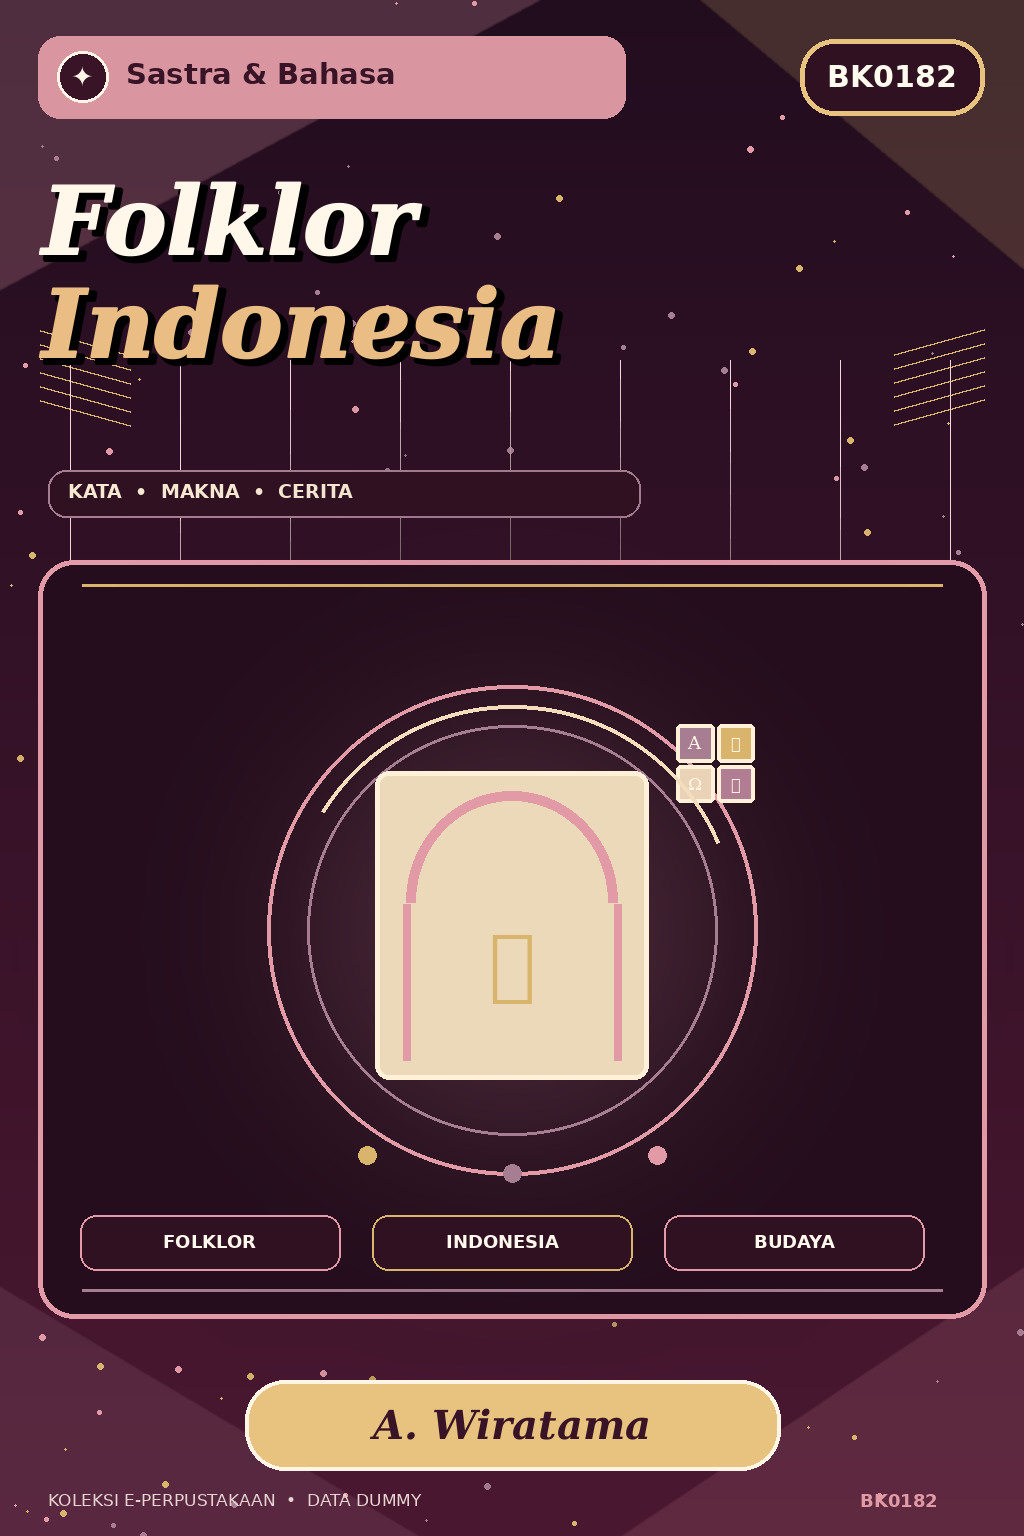 ✦ Sastra & Bahasa
BK0182
Folklor
Indonesia
KATA • MAKNA • CERITA
A
Ω
FOLKLOR
INDONESIA
BUDAYA
A. Wiratama
KOLEKSI E-PERPUSTAKAAN • DATA DUMMY
BK0182